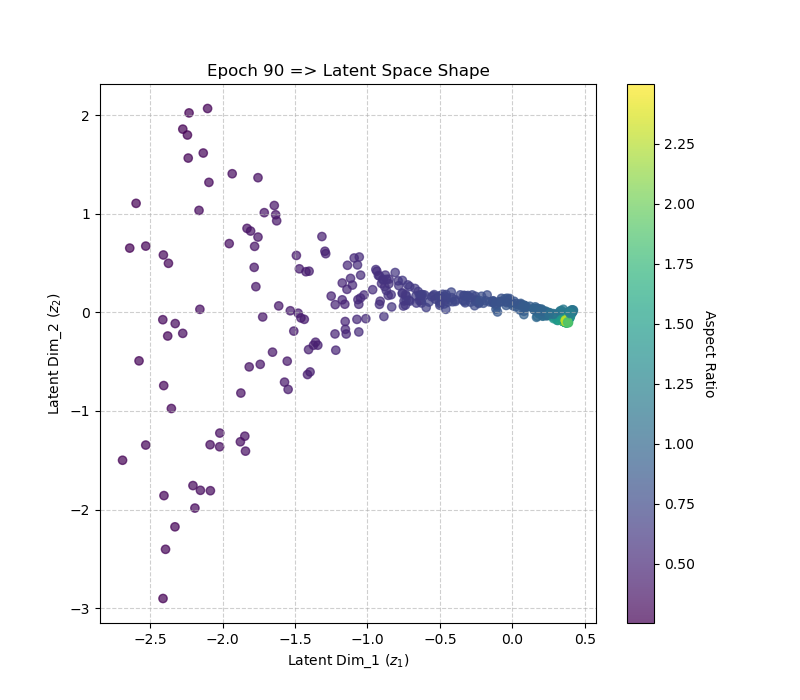 Epoch 90 => Latent Space Shape
2
1
0
−1
−2
−3
Latent Dim_2 (z₂)
−2.5 −2.0 −1.5 −1.0 −0.5 0.0 0.5
Latent Dim_1 (z₁)
2.25
2.00
1.75
1.50
1.25
1.00
0.75
0.50
Aspect Ratio